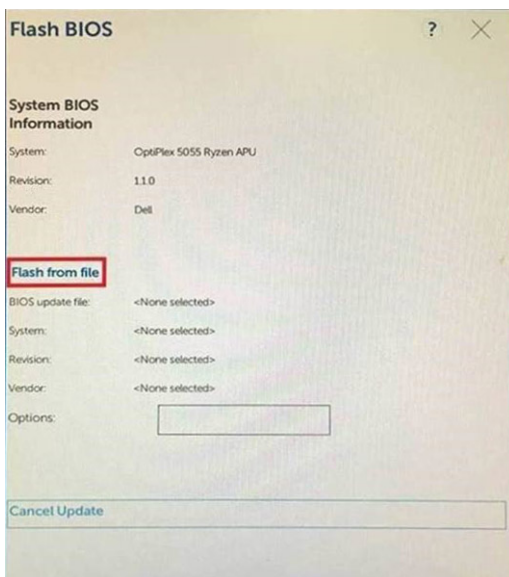 Flash BIOS ?
System BIOS
Information
System: OptiPlex 5055 Ryzen APU
Revision: 1.1.0
Vendor: Dell
Flash from file
BIOS update file: <None selected>
System: <None selected>
Revision: <None selected>
Vendor: <None selected>
Options:
Cancel Update